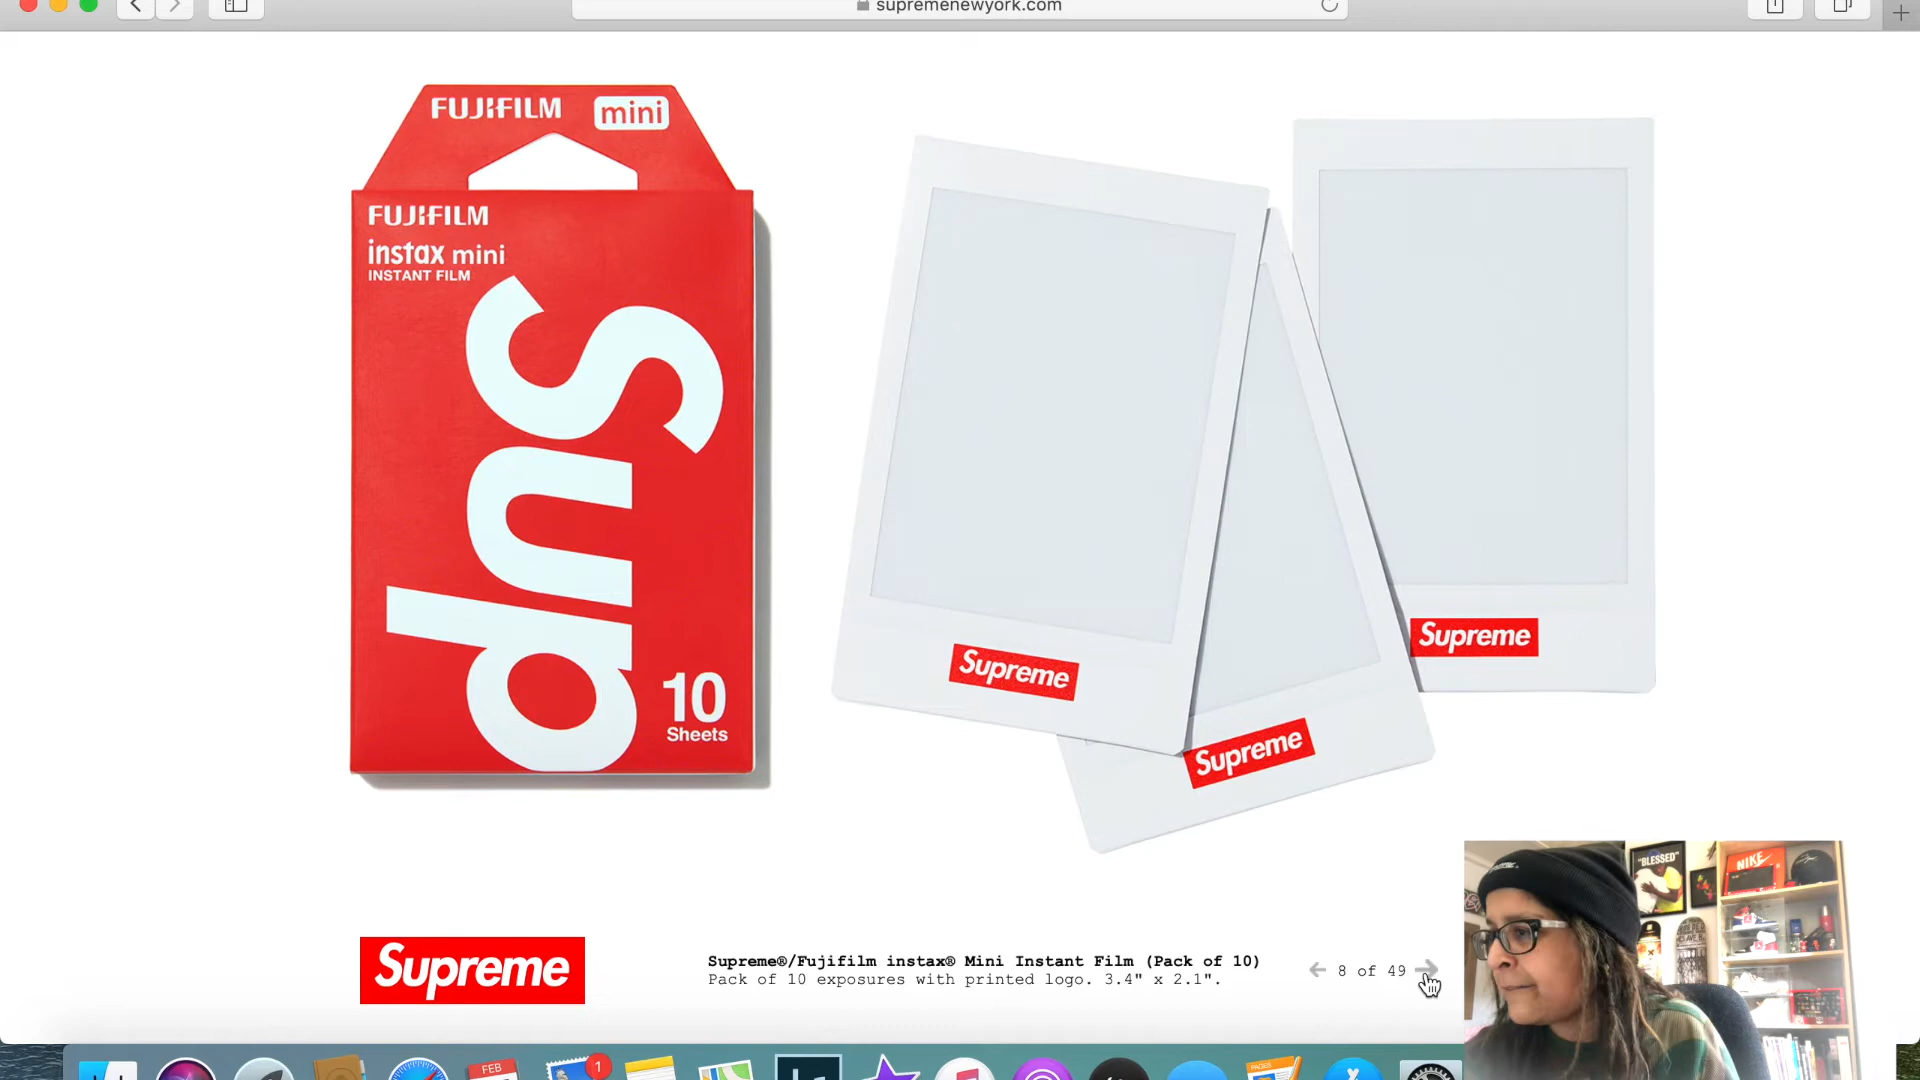 supremenewyork.com
FUJIFILM mini
FUJIFILM
instax mini
INSTANT FILM
Sup
10
Sheets
Supreme
Supreme
Supreme
Supreme
Supreme®/Fujifilm instax® Mini Instant Film (Pack of 10)
Pack of 10 exposures with printed logo. 3.4" x 2.1".
8 of 49
"BLESSED"
NIKE
FEB
1
PAGES